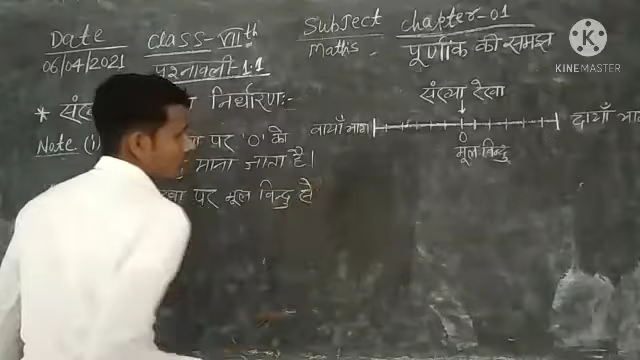 Date
06/04/2021
Class-VIIth
प्रश्नावली-1.1
Subject
Maths
Chapter-01
पूर्णांक की समझ
KINEMASTER
* निर्धारण:-
संख्या रेखा
बायाँ भाग
दायाँ
0
मूल बिन्दु
Note (i) पर '0' को
माना जाता है।
पर मूल बिन्दु से